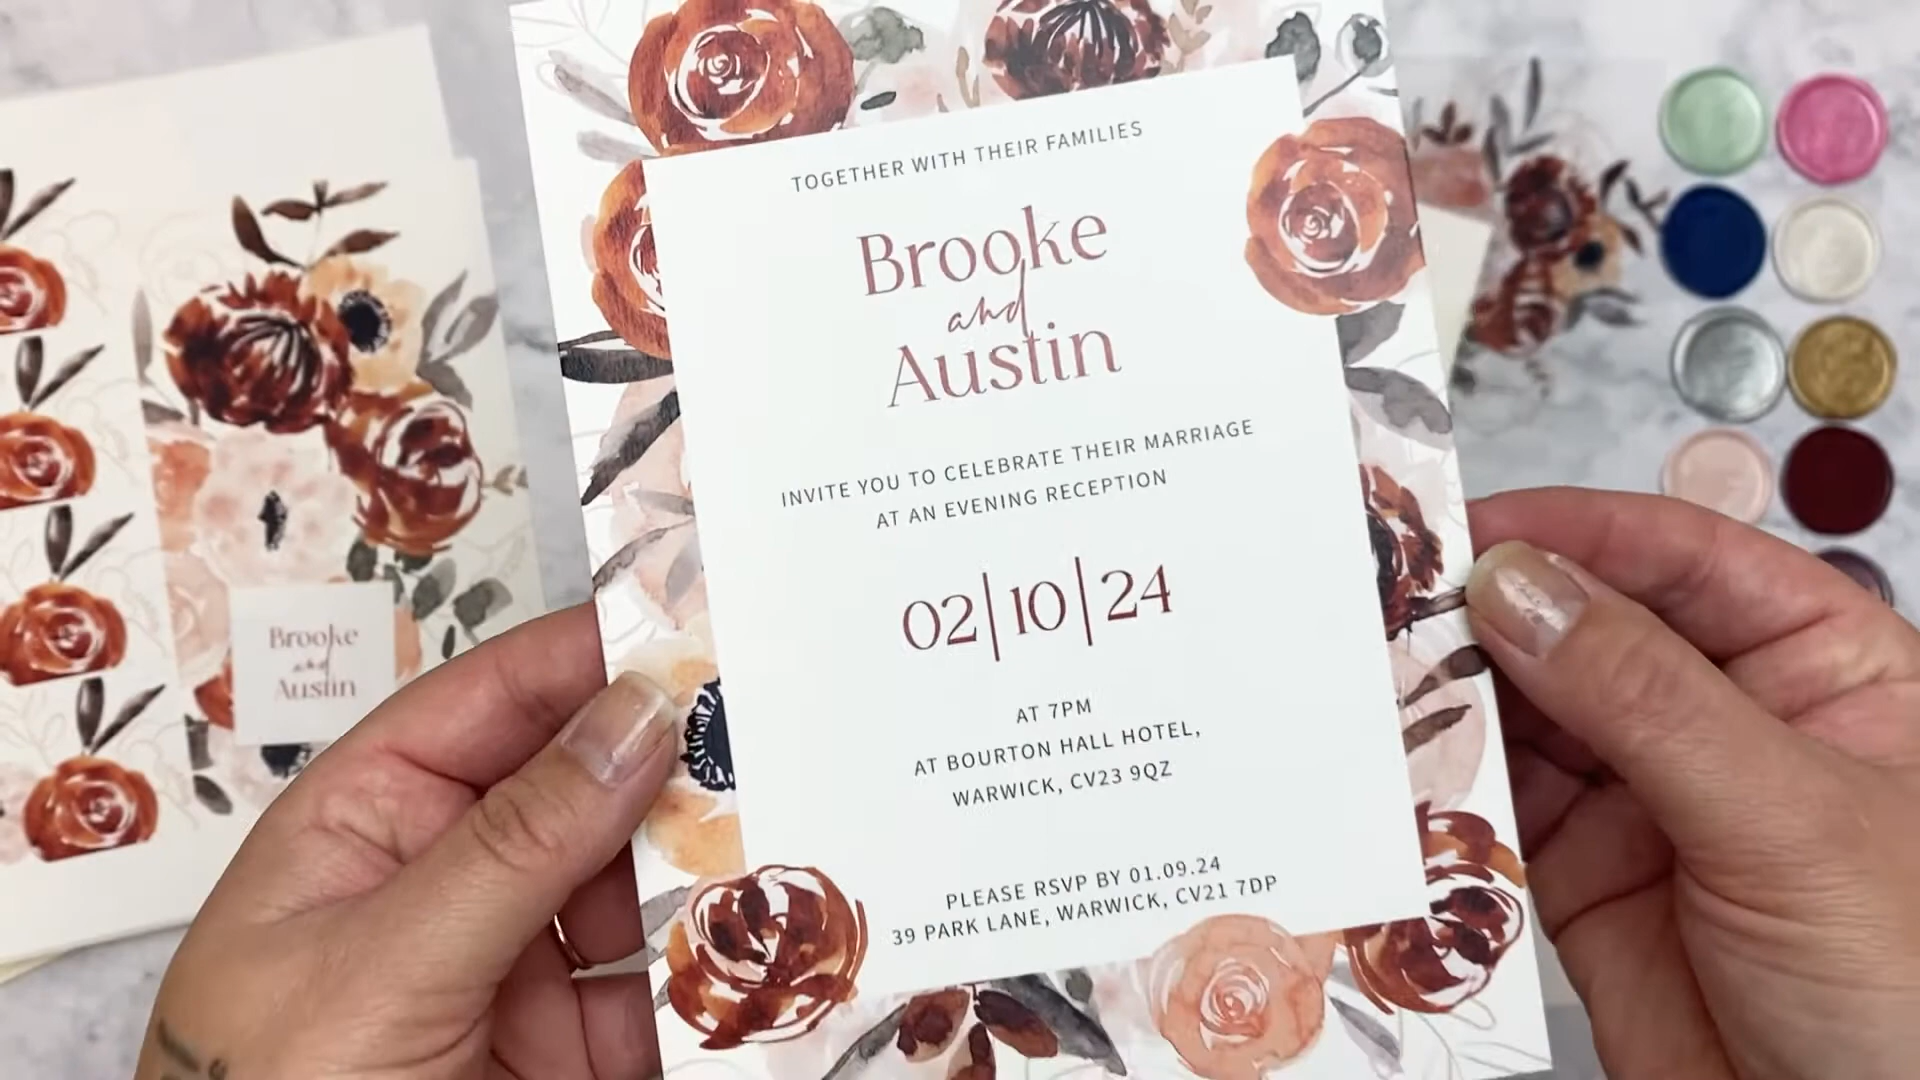 TOGETHER WITH THEIR FAMILIES
Brooke
and
Austin
INVITE YOU TO CELEBRATE THEIR MARRIAGE
AT AN EVENING RECEPTION
02|10|24
AT 7PM
AT BOURTON HALL HOTEL,
WARWICK, CV23 9QZ
PLEASE RSVP BY 01.09.24
39 PARK LANE, WARWICK, CV21 7DP
Brooke
and
Austin